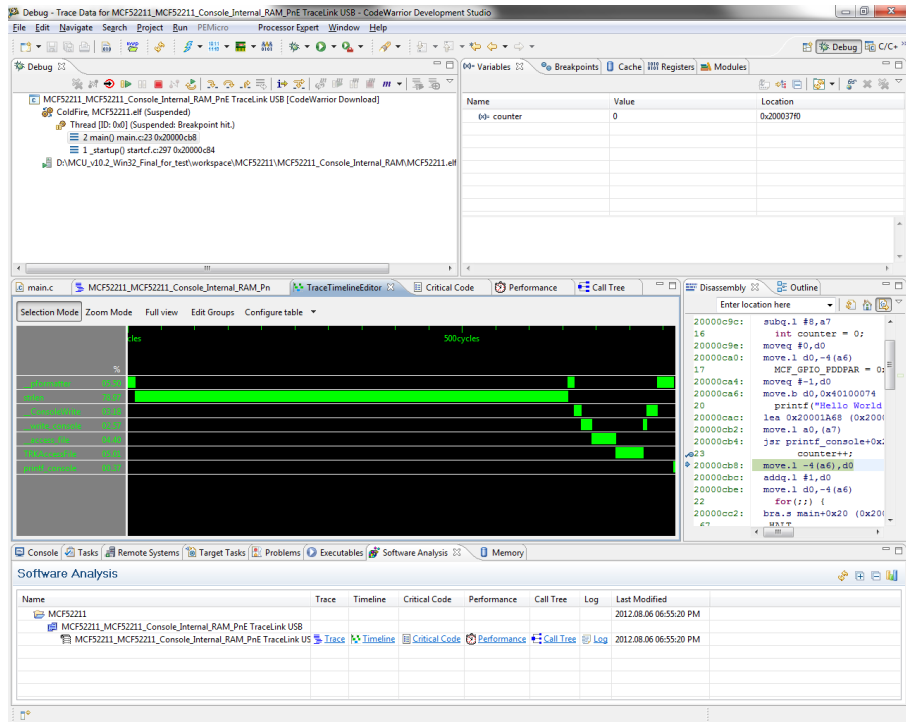 Debug - Trace Data for MCF52211_MCF52211_Console_Internal_RAM_PnE TraceLink USB - CodeWarrior Development Studio
File Edit Navigate Search Project Run PEMicro Processor Expert Window Help
Debug C/C+
Debug
MCF52211_MCF52211_Console_Internal_RAM_PnE TraceLink USB [CodeWarrior Download]
ColdFire, MCF52211.elf (Suspended)
Thread [ID: 0x0] (Suspended: Breakpoint hit.)
2 main() main.c:23 0x20000cb8
1 _startup() startcf.c:297 0x20000c84
D:\MCU_v10.2_Win32_Final_for_test\workspace\MCF52211\MCF52211_Console_Internal_RAM\MCF52211.elf
Variables Breakpoints Cache Registers Modules
Name Value Location
counter 0 0x200037f0
main.c MCF52211_MCF52211_Console_Internal_RAM_Pn TraceTimelineEditor Critical Code Performance Call Tree
Selection Mode Zoom Mode Full view Edit Groups Configure table
cles 500cycles
%
__pformatter
strlen
_ConsoleWrite
__write_console
__access_file
TRKAccessFile
printf_console
Disassembly Outline
Enter location here
20000c9c: subq.l #8,a7
16 int counter = 0;
20000c9e: moveq #0,d0
20000ca0: move.l d0,-4(a6)
17 MCF_GPIO_PDDPAR = 0;
20000ca4: moveq #-1,d0
20000ca6: move.b d0,0x40100074
20 printf("Hello World
20000cac: lea 0x20001A68 (0x200
20000cb2: move.l a0,(a7)
20000cb4: jsr printf_console+0x
23 counter++;
20000cb8: move.l -4(a6),d0
20000cbc: addq.l #1,d0
20000cbe: move.l d0,-4(a6)
22 for(;;) {
20000cc2: bra.s main+0x20 (0x20
67 HALT
Console Tasks Remote Systems Target Tasks Problems Executables Software Analysis Memory
Software Analysis
Name Trace Timeline Critical Code Performance Call Tree Log Last Modified
MCF52211 2012.08.06 06:55:20 PM
MCF52211_MCF52211_Console_Internal_RAM_PnE TraceLink USB
MCF52211_MCF52211_Console_Internal_RAM_PnE TraceLink US Trace Timeline Critical Code Performance Call Tree Log 2012.08.06 06:55:20 PM